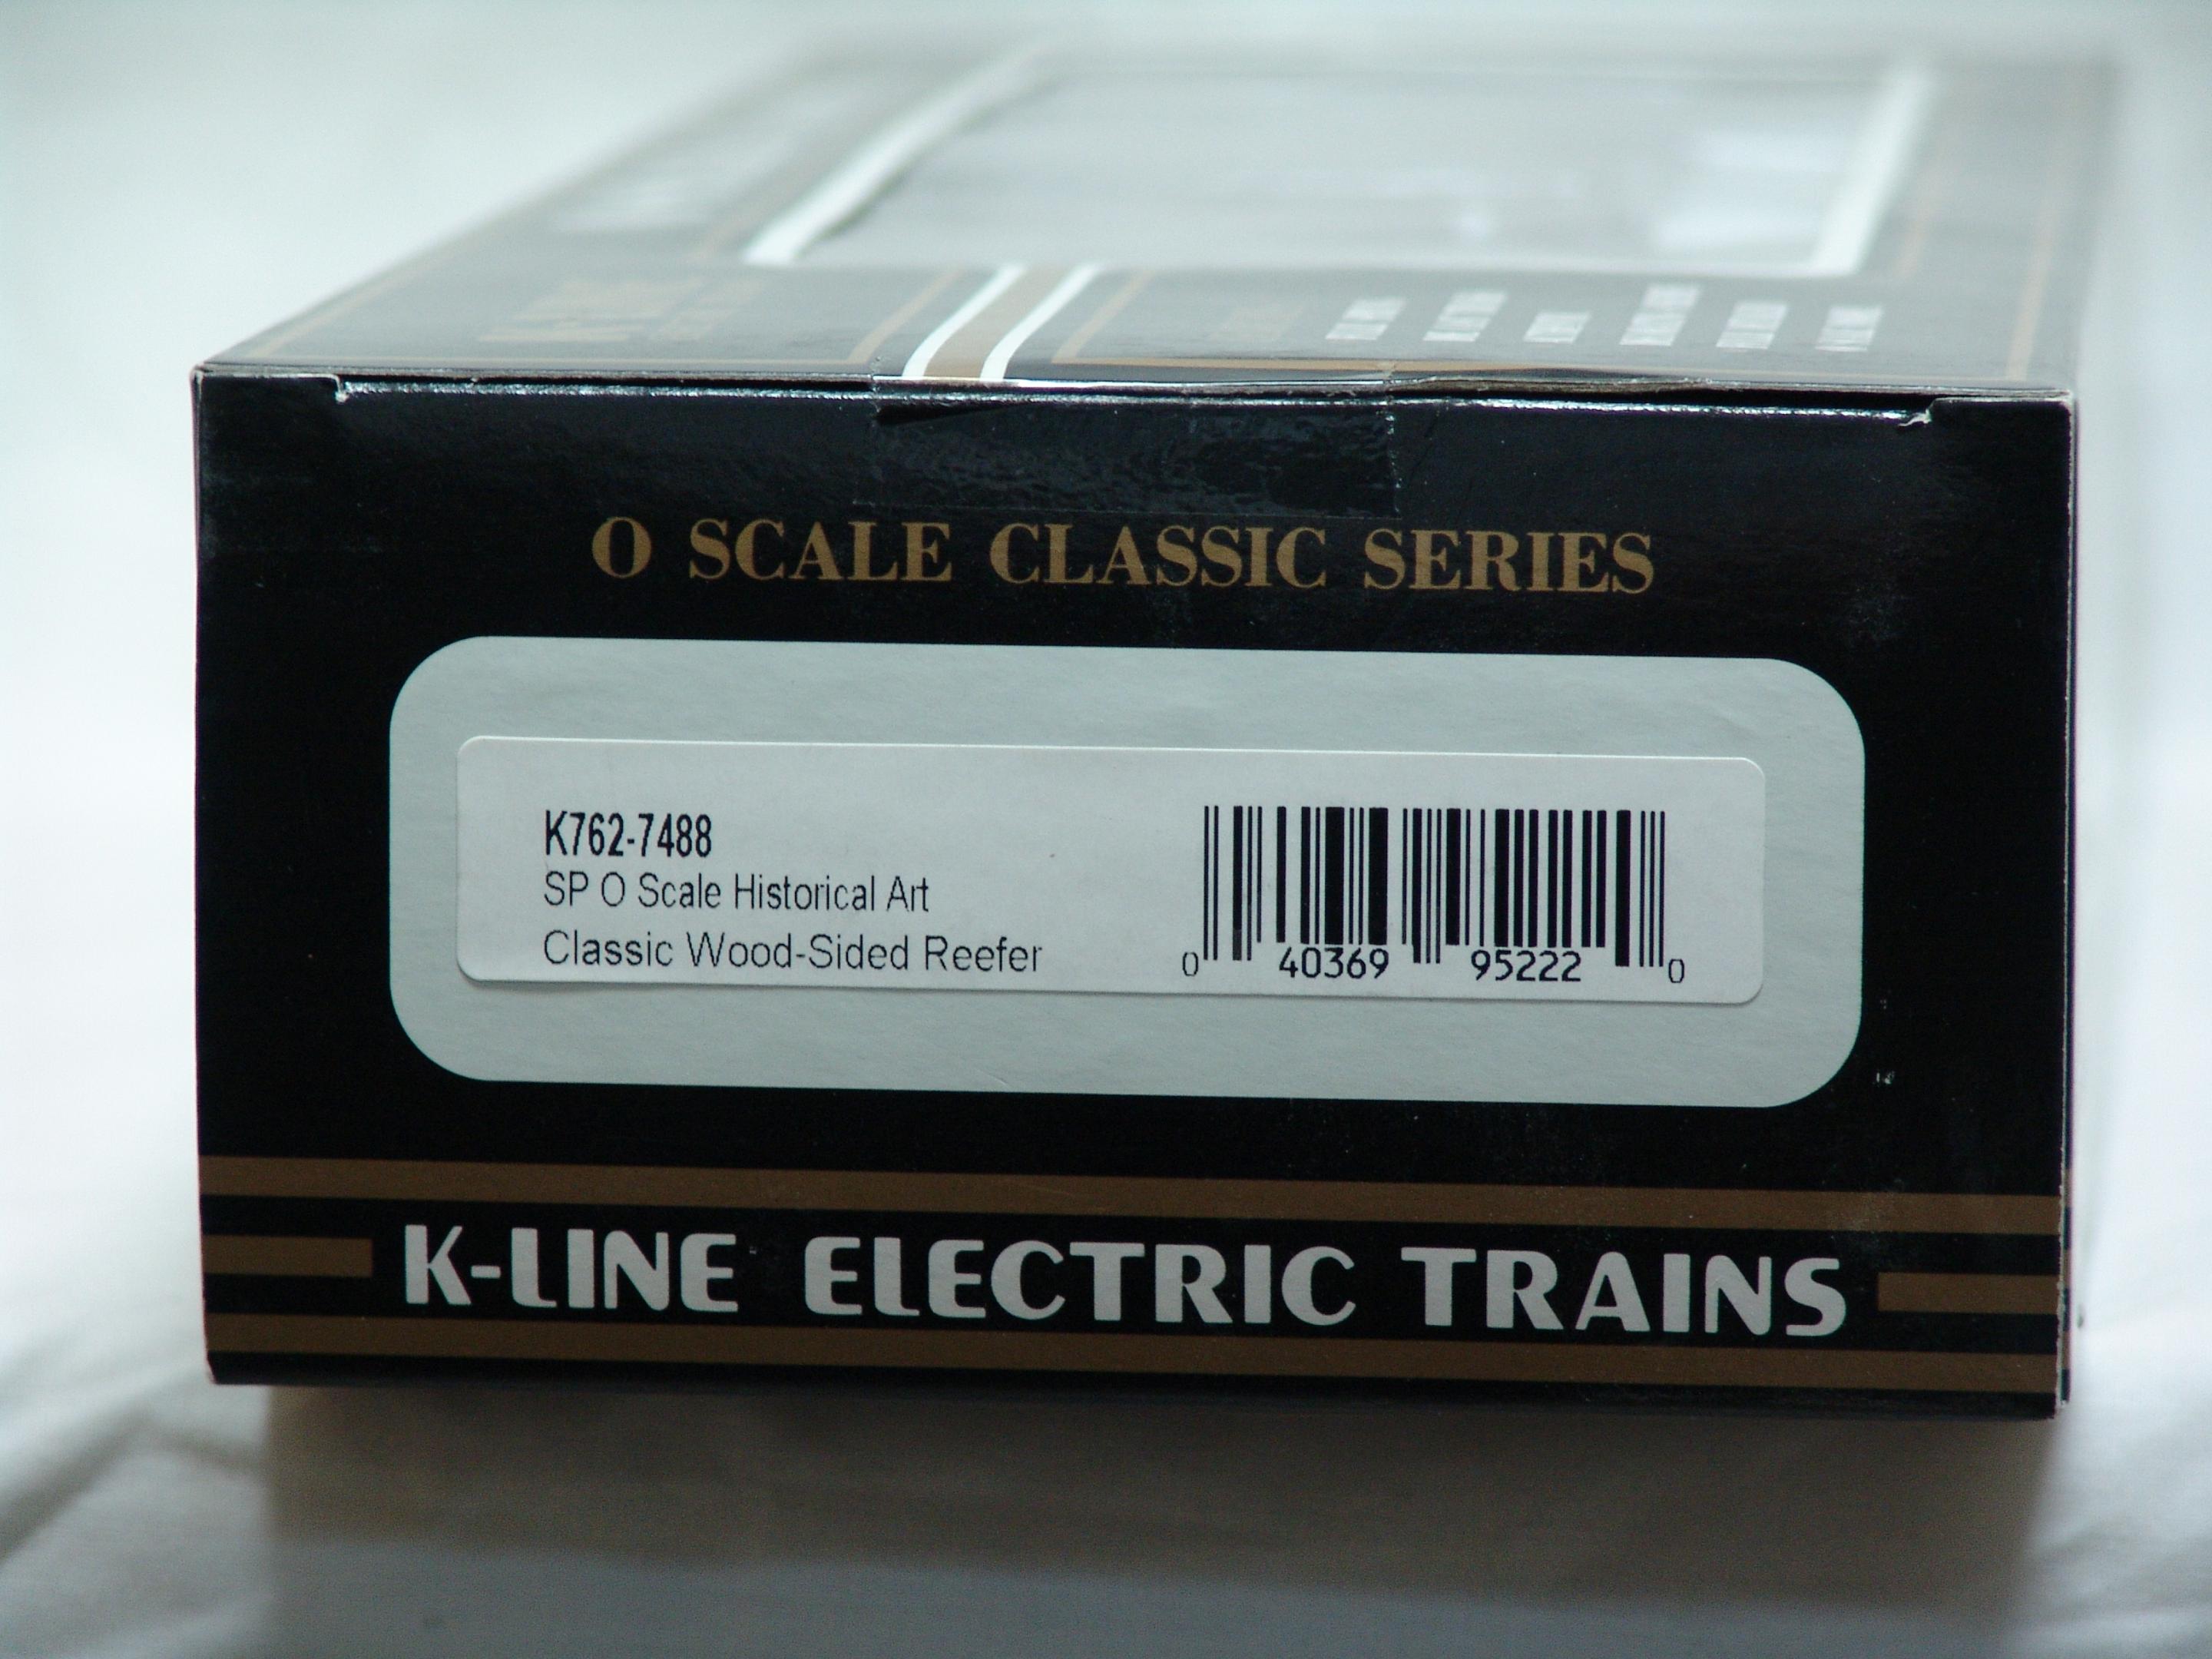 O SCALE CLASSIC SERIES
K762-7488
SP O Scale Historical Art
Classic Wood-Sided Reefer
0 40369 95222 0
K-LINE ELECTRIC TRAINS